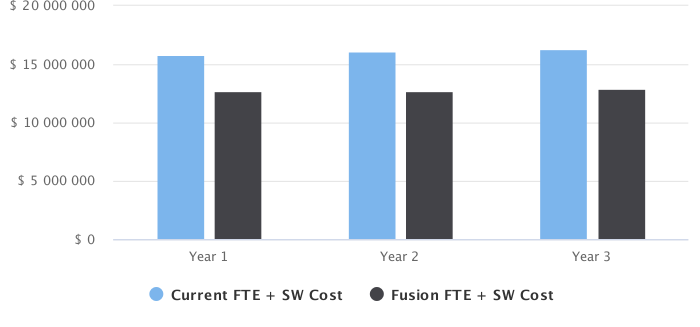 $ 20 000 000
$ 15 000 000
$ 10 000 000
$ 5 000 000
$ 0
Year 1
Year 2
Year 3
Current FTE + SW Cost
Fusion FTE + SW Cost